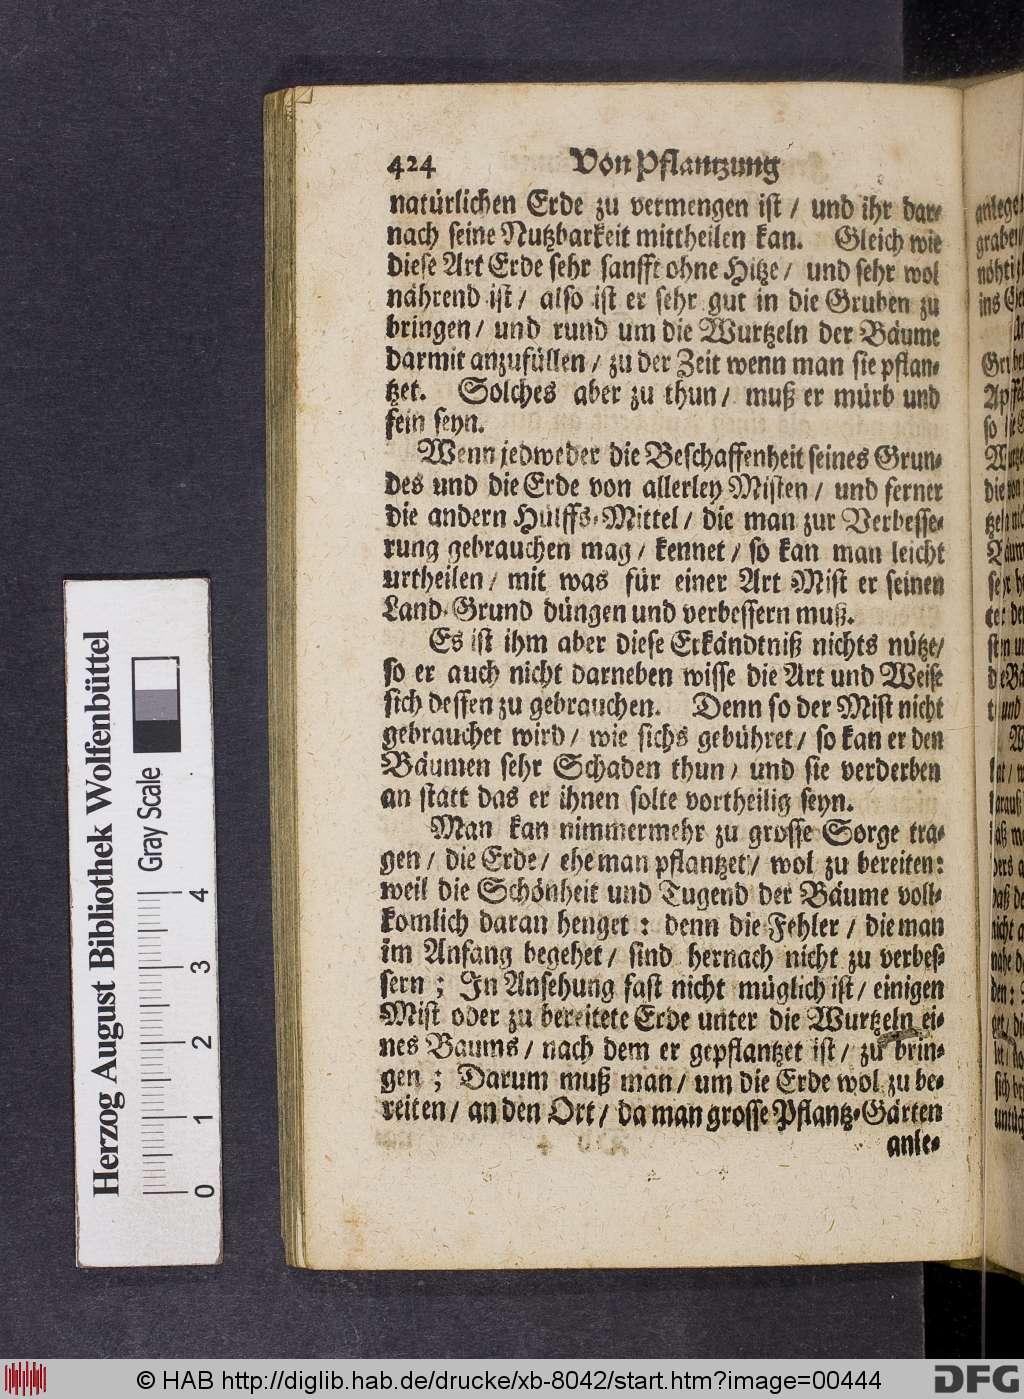 424 Von Pflantzung
natürlichen Erde zu vermengen ist / und ihr dar-
nach seine Nutzbarkeit mittheilen kan. Gleich wie
diese Art Erde sehr sanfft ohne Hitze / und sehr wol
nährend ist / also ist er sehr gut in die Gruben zu
bringen / und rund um die Wurtzeln der Bäume
darmit anzufüllen / zu der Zeit wenn man sie pflan-
tzet. Solches aber zu thun / muß er mürb und
fein seyn.
Wenn jedweder die Beschaffenheit seines Grun-
des und die Erde von allerley Misten / und ferner
die andern Hülffs-Mittel / die man zur Verbesse-
rung gebrauchen mag / kennet / so kan man leicht
urtheilen / mit was für einer Art Mist er seinen
Land-Grund düngen und verbessern muß.
Es ist ihm aber diese Erkändtniß nichts nütze /
so er auch nicht darneben wisse die Art und Weise
sich dessen zu gebrauchen. Denn so der Mist nicht
gebrauchet wird / wie sichs gebühret / so kan er den
Bäumen sehr Schaden thun / und sie verderben
an statt das er ihnen solte vortheilig seyn.
Man kan nimmermehr zu grosse Sorge tra-
gen / die Erde / ehe man pflantzet / wol zu bereiten:
weil die Schönheit und Tugend der Bäume voll-
komlich daran henget : denn die Fehler / die man
im Anfang begehet / sind hernach nicht zu verbes-
sern ; In Ansehung fast nicht müglich ist / einigen
Mist oder zu bereitete Erde unter die Wurtzeln ei-
nes Baums / nach dem er gepflantzet ist / zu brin-
gen ; Darum muß man / um die Erde wol zu be-
reiten / an den Ort / da man grosse Pflantz-Gärten
anle-
Herzog August Bibliothek Wolfenbüttel
Gray Scale
0 1 2 3 4
© HAB http://diglib.hab.de/drucke/xb-8042/start.htm?image=00444
DFG